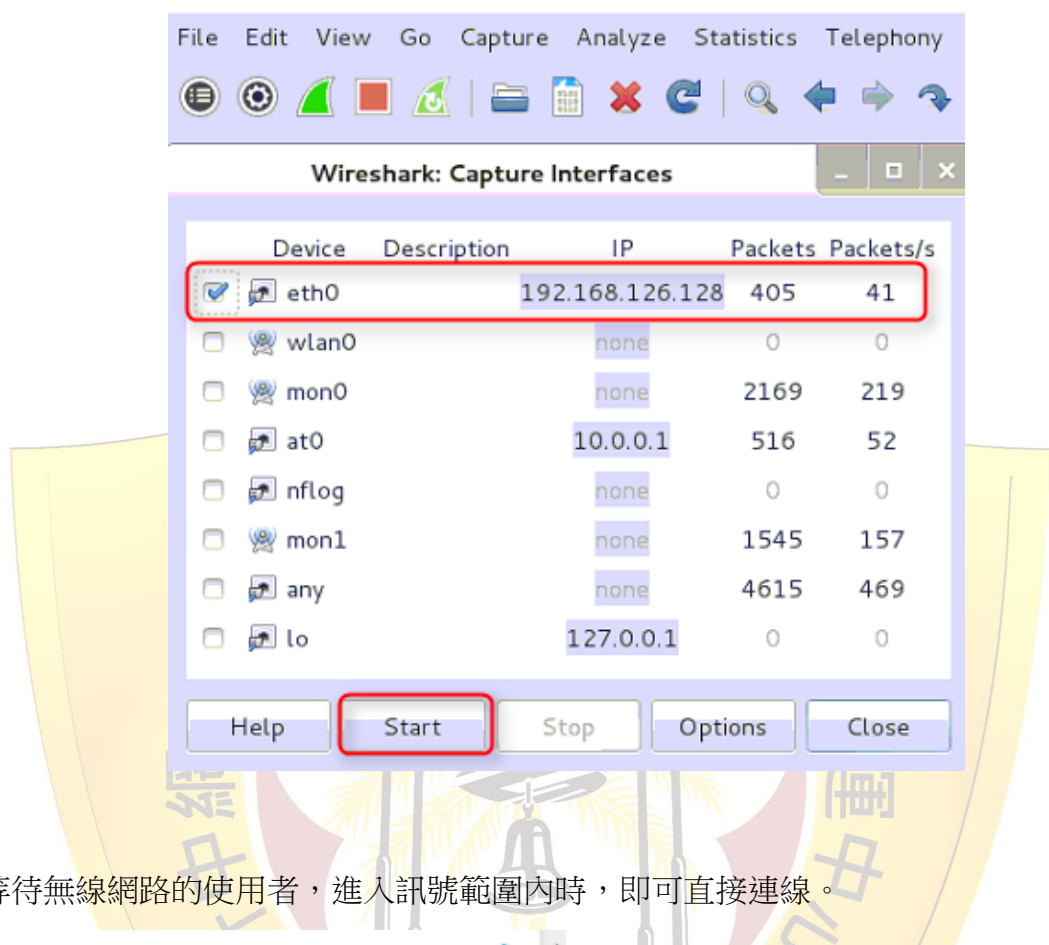 File Edit View Go Capture Analyze Statistics Telephony
Wireshark: Capture Interfaces
Device Description IP Packets Packets/s
eth0 192.168.126.128 405 41
wlan0 none 0 0
mon0 none 2169 219
at0 10.0.0.1 516 52
nflog none 0 0
mon1 none 1545 157
any none 4615 469
lo 127.0.0.1 0 0
Help Start Stop Options Close
等待無線網路的使用者，進入訊號範圍內時，即可直接連線。